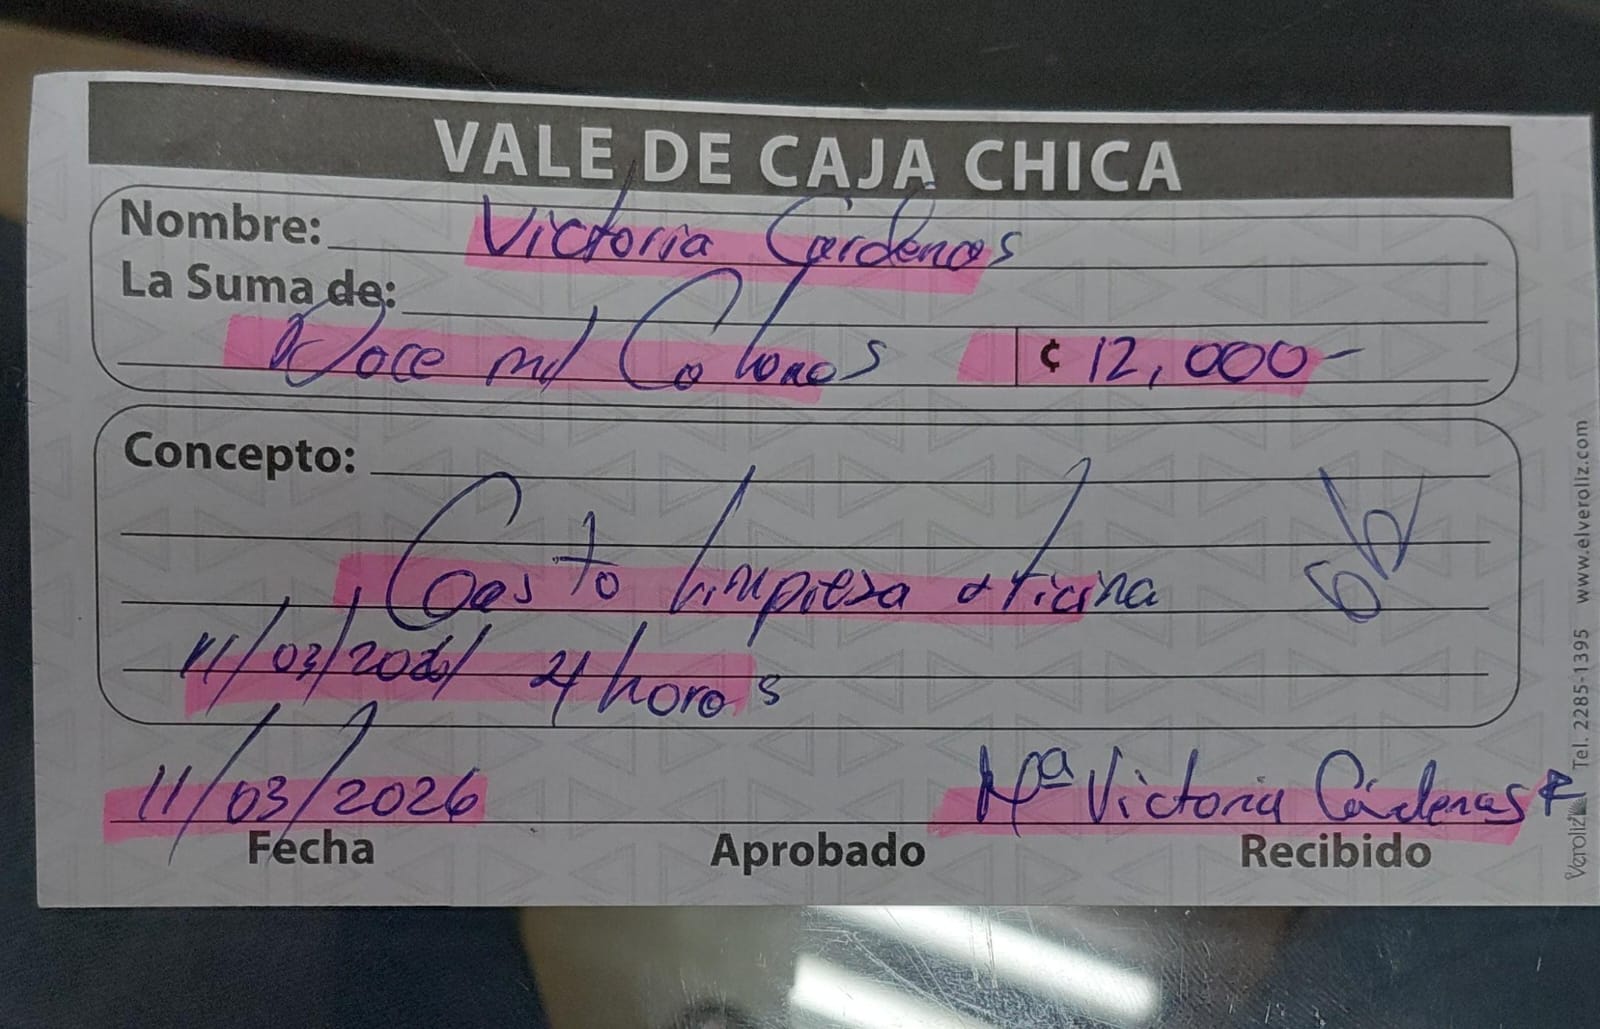 VALE DE CAJA CHICA
Nombre: Victoria Cardenas
La Suma de:
Doce mil Colones ¢ 12,000-
Concepto:
Gasto limpieza oficina
11/03/2026 4 horas
11/03/2026 Mª Victoria Cárdenas R
Fecha Aprobado Recibido
Veroliz Tel. 2285-1395 www.elveroliz.com